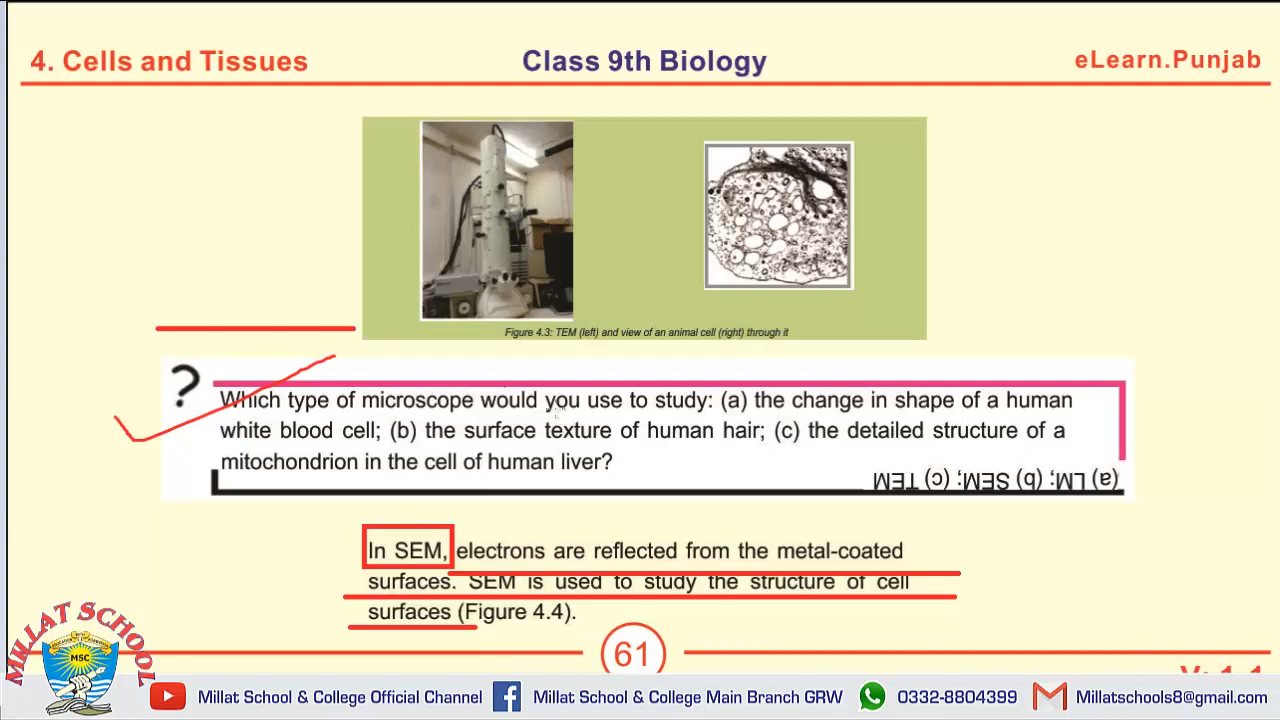 4. Cells and Tissues
Class 9th Biology
eLearn.Punjab
Figure 4.3: TEM (left) and view of an animal cell (right) through it
?
Which type of microscope would you use to study: (a) the change in shape of a human
white blood cell; (b) the surface texture of human hair; (c) the detailed structure of a
mitochondrion in the cell of human liver?
(a) LM; (b) SEM; (c) TEM
In SEM, electrons are reflected from the metal-coated
surfaces. SEM is used to study the structure of cell
surfaces (Figure 4.4).
61
V: 1.1
MILLAT SCHOOL
MSC
Millat School & College Official Channel
Millat School & College Main Branch GRW
0332-8804399
Millatschools8@gmail.com